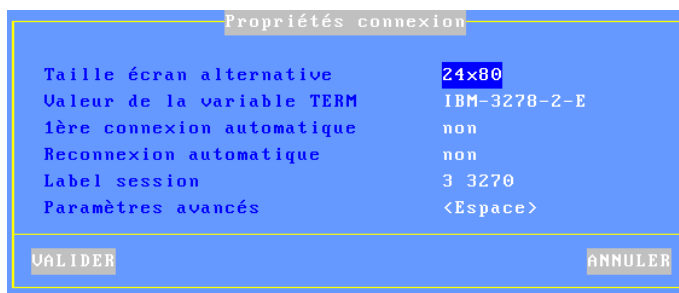 Propriétés connexion
Taille écran alternative 24x80
Valeur de la variable TERM IBM-3278-2-E
1ère connexion automatique non
Reconnexion automatique non
Label session 3 3270
Paramètres avancés <Espace>
VALIDER ANNULER